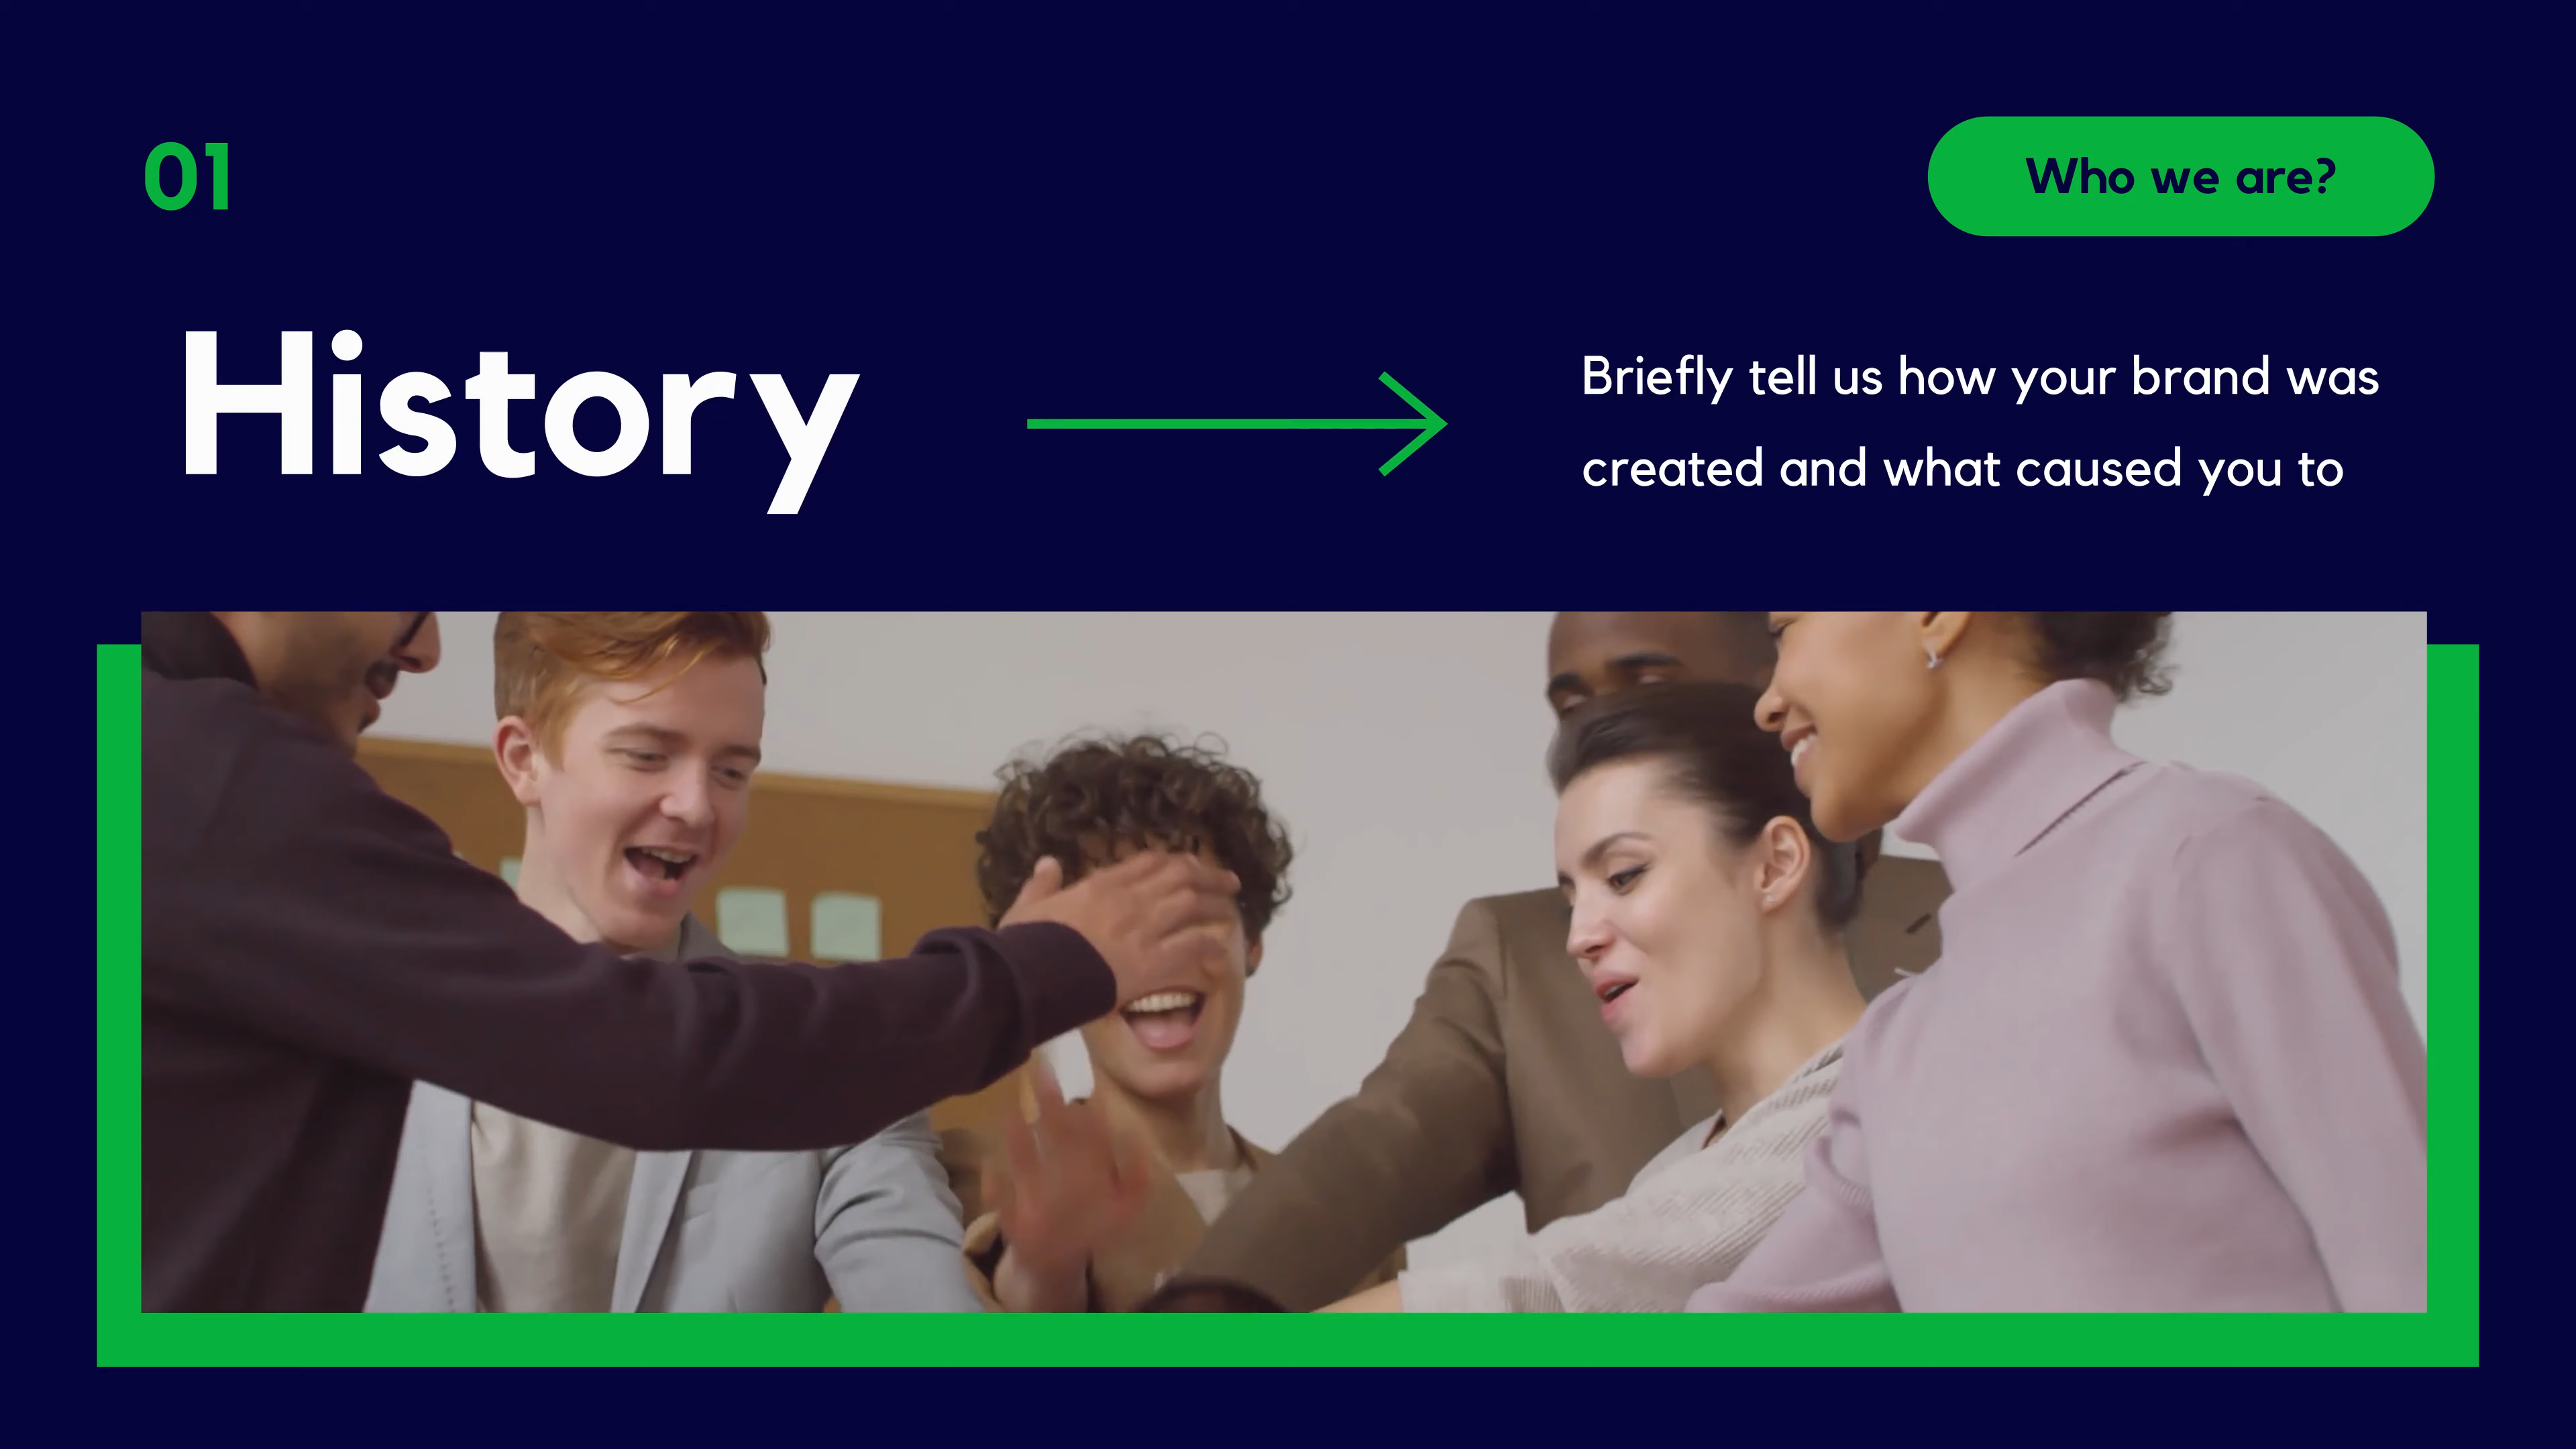 01
Who we are?
History
Briefly tell us how your brand was
created and what caused you to